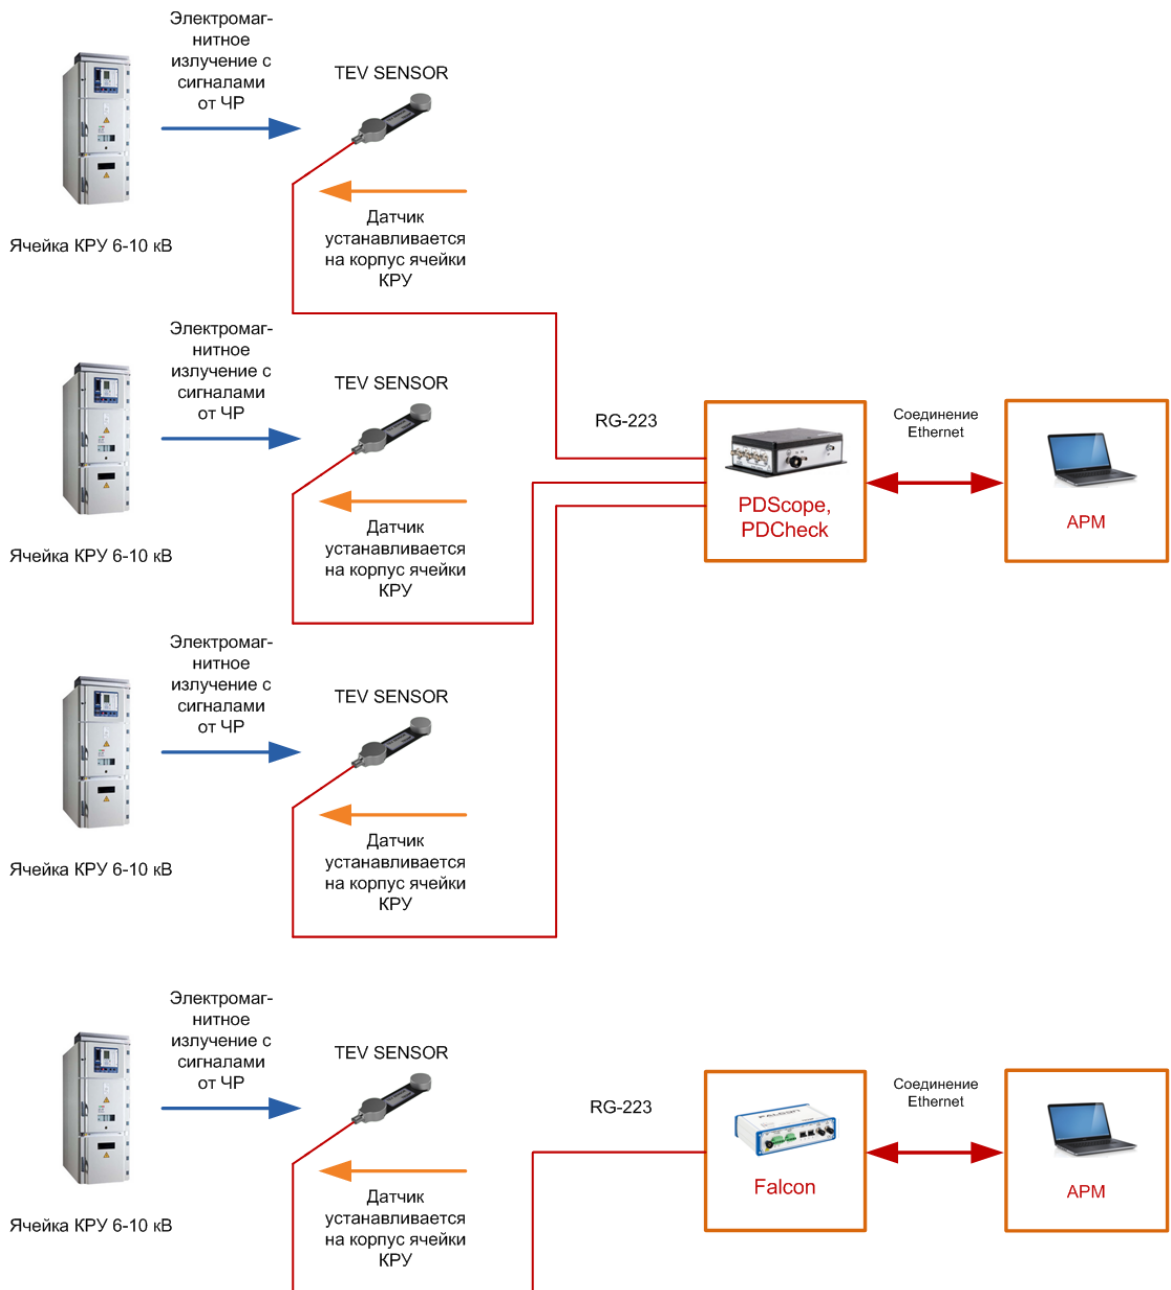 Электромаг-
нитное
излучение с
сигналами
от ЧР
TEV SENSOR
Датчик
устанавливается
на корпус ячейки
КРУ
Ячейка КРУ 6-10 кВ
Электромаг-
нитное
излучение с
сигналами
от ЧР
TEV SENSOR
Датчик
устанавливается
на корпус ячейки
КРУ
Ячейка КРУ 6-10 кВ
RG-223
PDScope,
PDCheck
Соединение
Ethernet
АРМ
Электромаг-
нитное
излучение с
сигналами
от ЧР
TEV SENSOR
Датчик
устанавливается
на корпус ячейки
КРУ
Ячейка КРУ 6-10 кВ
Электромаг-
нитное
излучение с
сигналами
от ЧР
TEV SENSOR
Датчик
устанавливается
на корпус ячейки
КРУ
Ячейка КРУ 6-10 кВ
RG-223
FALCON
Falcon
Соединение
Ethernet
АРМ